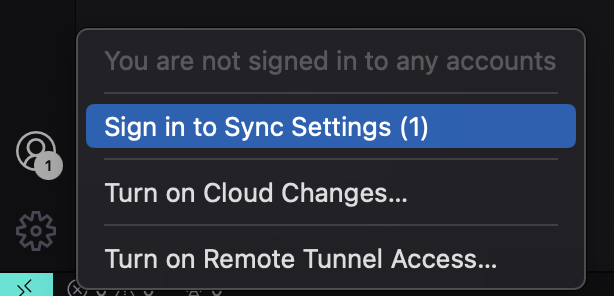 You are not signed in to any accounts
Sign in to Sync Settings (1)
1
Turn on Cloud Changes...
Turn on Remote Tunnel Access...